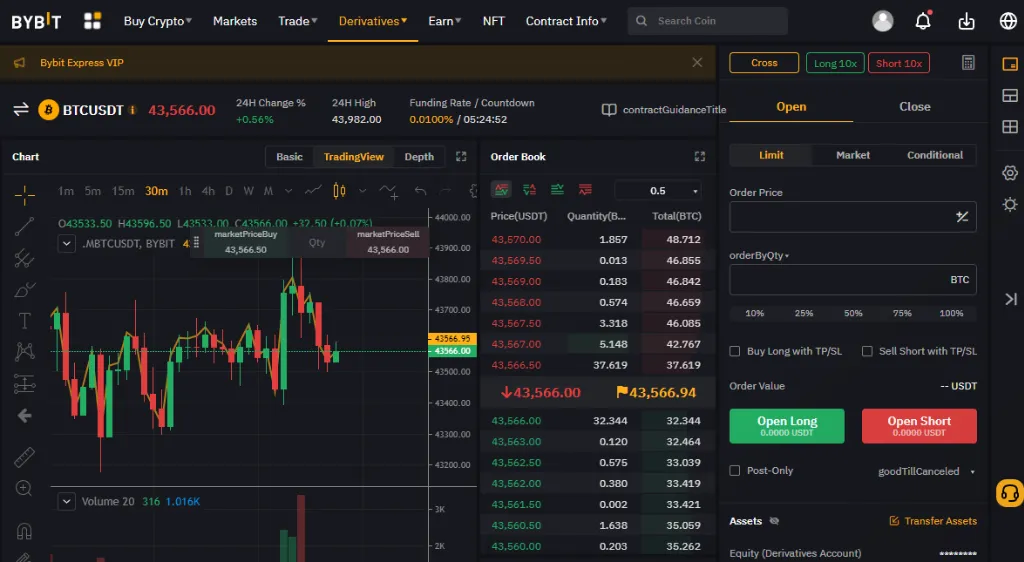 BYBIT Buy Crypto Markets Trade Derivatives Earn NFT Contract Info Search Coin
Bybit Express VIP
BTCUSDT 43,566.00
24H Change %
+0.56%
24H High
43,982.00
Funding Rate / Countdown
0.0100% / 05:24:52
contractGuidanceTitle
Chart Basic TradingView Depth
1m 5m 15m 30m 1h 4h D W M
O43533.50 H43596.50 L43533.00 C43566.00 +32.50 (+0.07%)
.MBTCUSDT, BYBIT
marketPriceBuy
43,566.50
Qty
marketPriceSell
43,566.00
44000.00
43900.00
43800.00
43700.00
43600.00
43566.95
43566.00
43500.00
43400.00
43300.00
43200.00
Volume 20 316 1.016K
3K
2K
Order Book
0.5
Price(USDT) Quantity(B... Total(BTC)
43,570.00 1.857 48.712
43,569.50 0.013 46.855
43,569.00 0.183 46.842
43,568.00 0.574 46.659
43,567.50 3.318 46.085
43,567.00 5.148 42.767
43,566.50 37.619 37.619
43,566.00 43,566.94
43,566.00 32.344 32.344
43,563.00 0.120 32.464
43,562.50 0.575 33.039
43,562.00 0.380 33.419
43,561.50 0.002 33.421
43,560.50 1.638 35.059
43,560.00 0.203 35.262
Cross Long 10x Short 10x
Open Close
Limit Market Conditional
Order Price
orderByQty
BTC
10% 25% 50% 75% 100%
Buy Long with TP/SL Sell Short with TP/SL
Order Value -- USDT
Open Long
0.0000 USDT
Open Short
0.0000 USDT
Post-Only goodTillCanceled
Assets Transfer Assets
Equity (Derivatives Account) ********